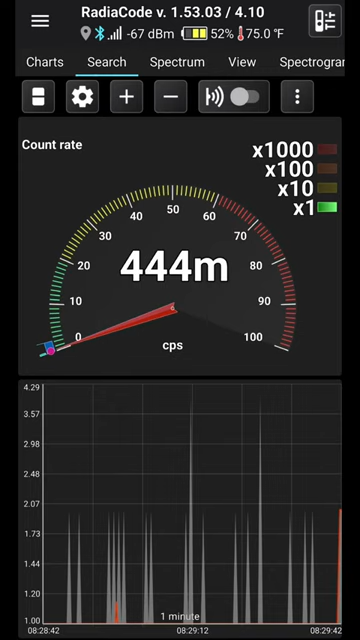 RadiaCode v. 1.53.03 / 4.10
-67 dBm 52% 75.0 °F
Charts Search Spectrum View Spectrogram
Count rate
x1000
x100
x10
x1
0 10 20 30 40 50 60 70 80 90 100
444m
cps
4.29
3.57
2.98
2.48
2.07
1.73
1.44
1.20
1.00
1 minute
08:28:42 08:29:12 08:29:42